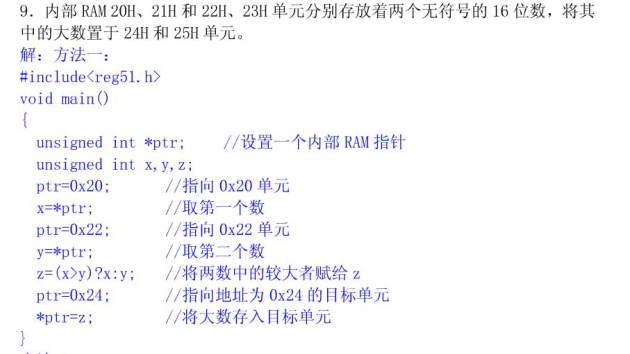 9．内部 RAM 20H、21H 和 22H、23H 单元分别存放着两个无符号的 16 位数，将其
中的大数置于 24H 和 25H 单元。
解：方法一：
#include<reg51.h>
void main()
{
unsigned int *ptr;    //设置一个内部 RAM 指针
unsigned int x,y,z;
ptr=0x20;    //指向 0x20 单元
x=*ptr;    //取第一个数
ptr=0x22;    //指向 0x22 单元
y=*ptr;    //取第二个数
z=(x>y)?x:y;    //将两数中的较大者赋给 z
ptr=0x24;    //指向地址为 0x24 的目标单元
*ptr=z;    //将大数存入目标单元
}